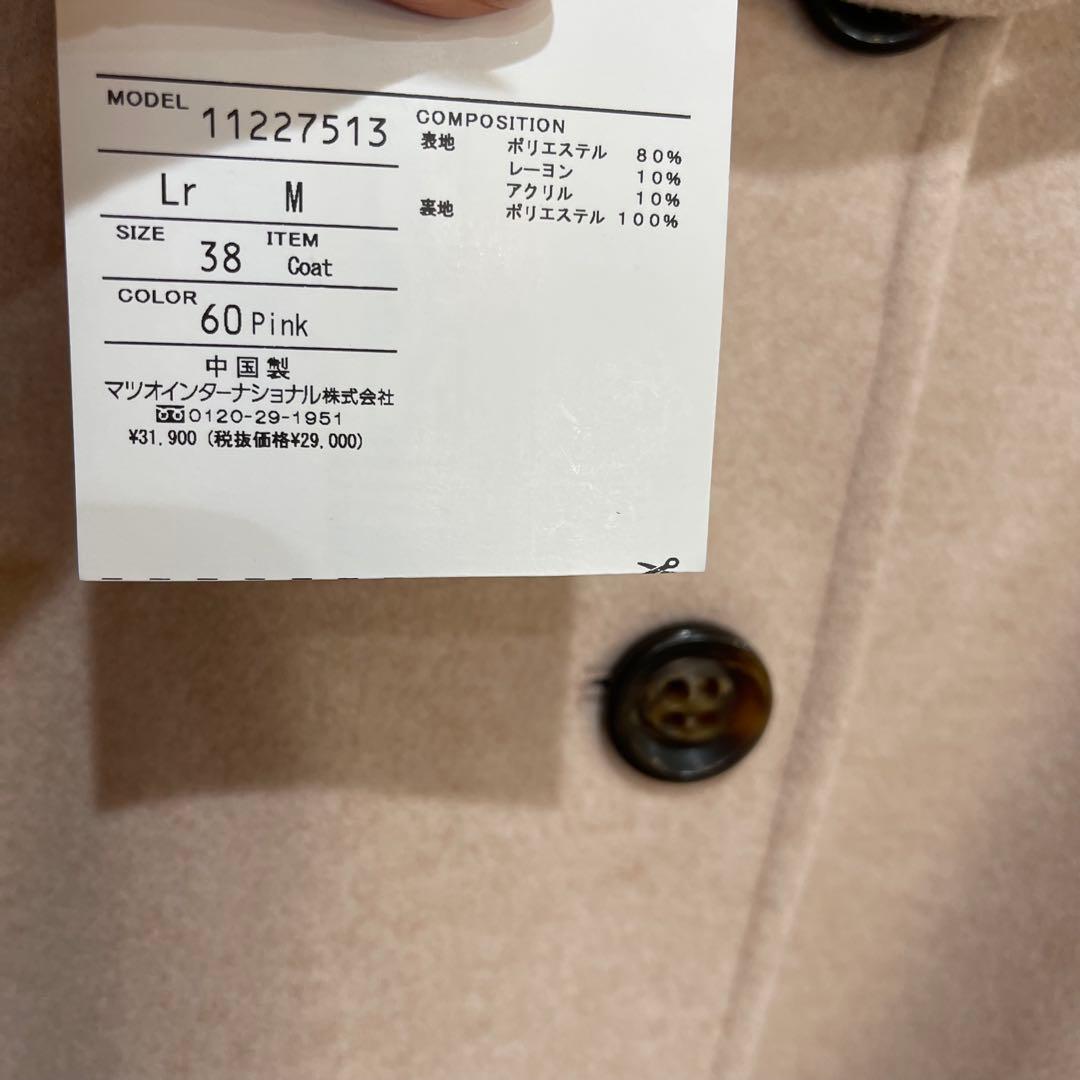 MODEL 11227513
Lr M
SIZE 38 ITEM Coat
COLOR 60 Pink
中国製
マツオインターナショナル株式会社
0120-29-1951
¥31,900 (税抜価格¥29,000)
COMPOSITION
表地 ポリエステル 80%
レーヨン 10%
アクリル 10%
裏地 ポリエステル 100%